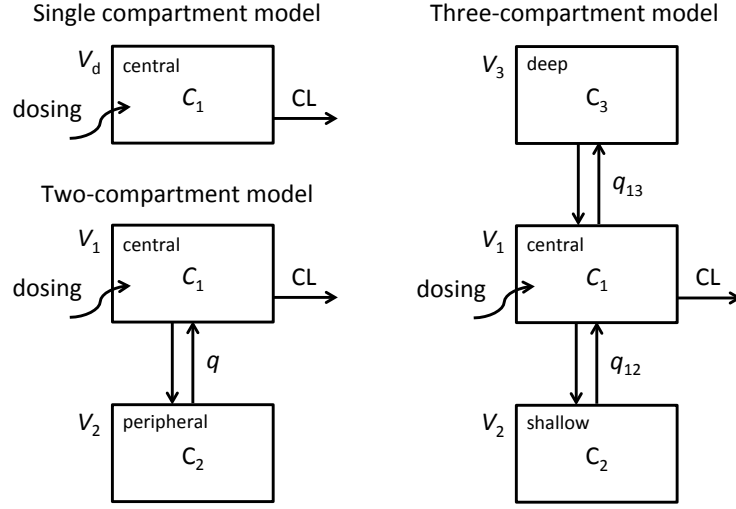 Single compartment model
V_d
central
C_1
dosing
CL
Two-compartment model
V_1
central
C_1
dosing
CL
q
V_2
peripheral
C_2
Three-compartment model
V_3
deep
C_3
q_13
V_1
central
C_1
dosing
CL
q_12
V_2
shallow
C_2